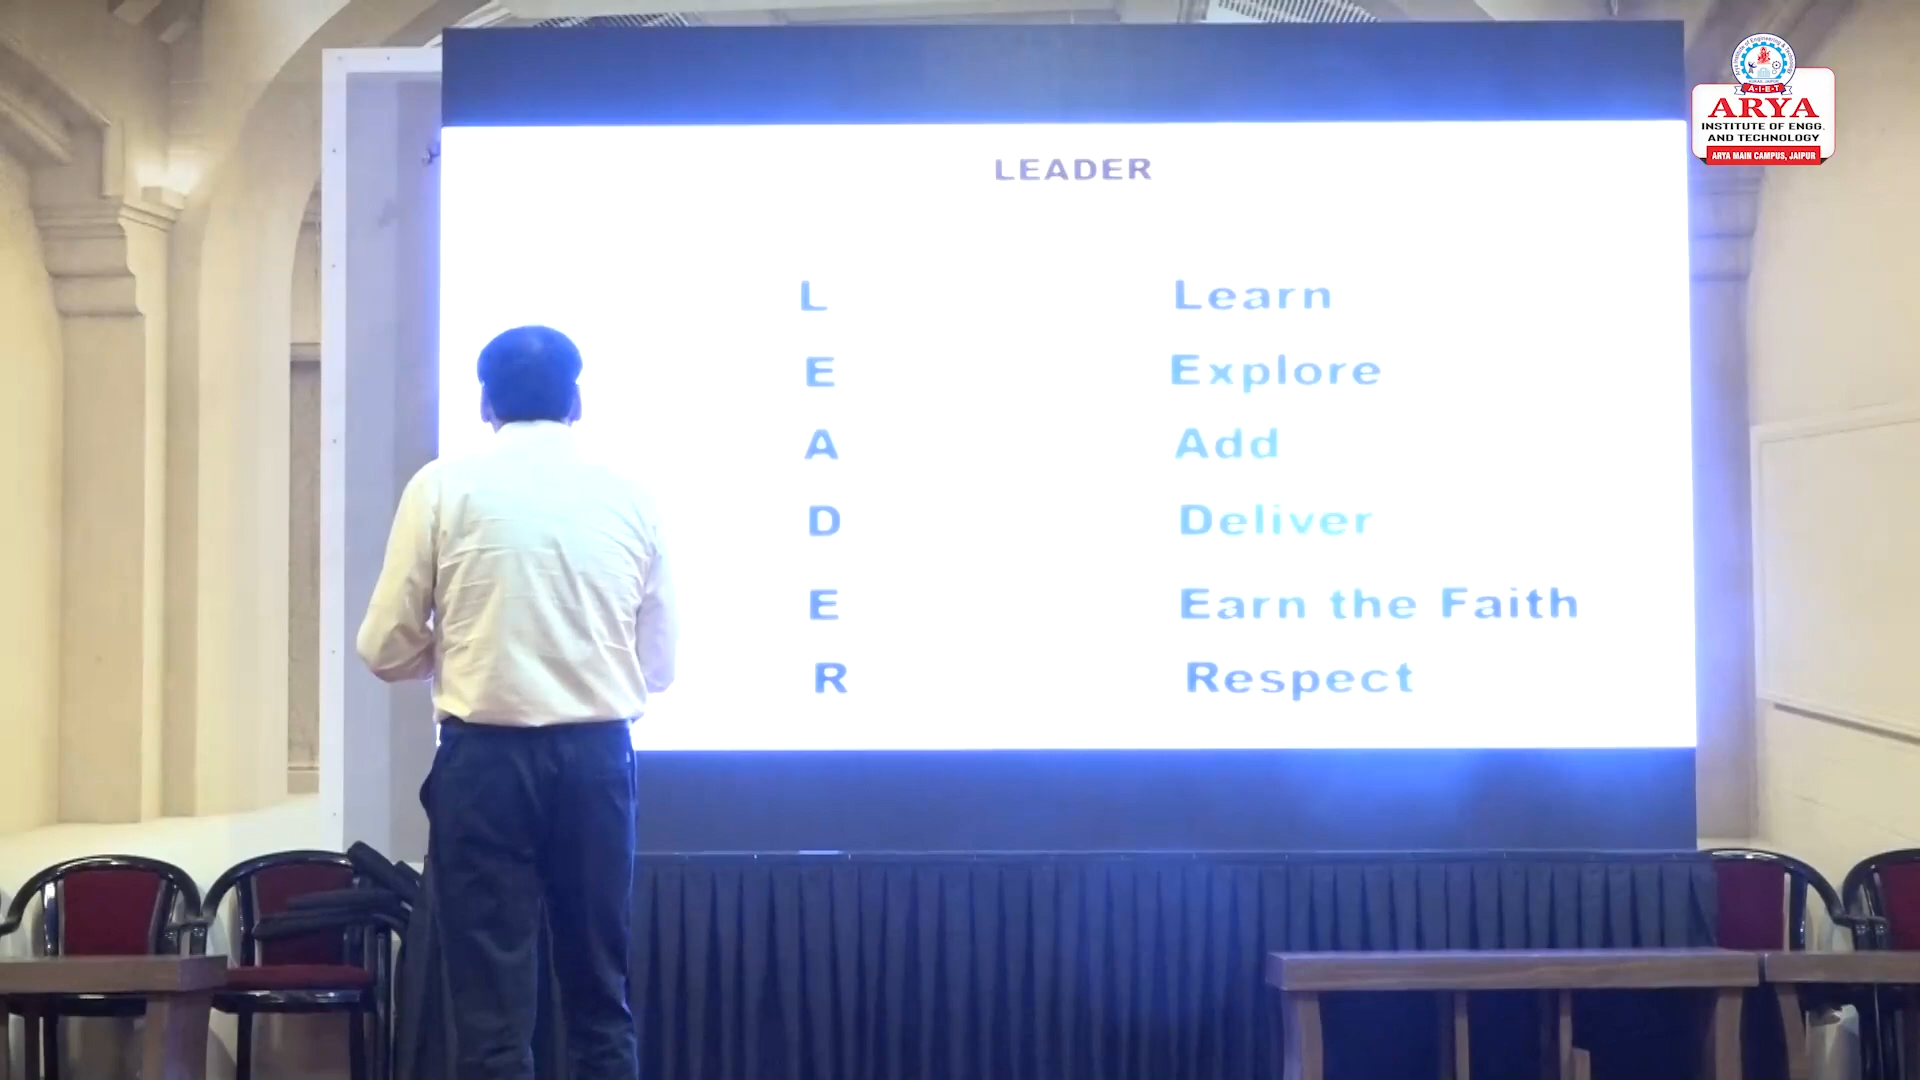 LEADER
L Learn
E Explore
A Add
D Deliver
E Earn the Faith
R Respect
A-I-E-T
ARYA
INSTITUTE OF ENGG.
AND TECHNOLOGY
ARYA MAIN CAMPUS, JAIPUR